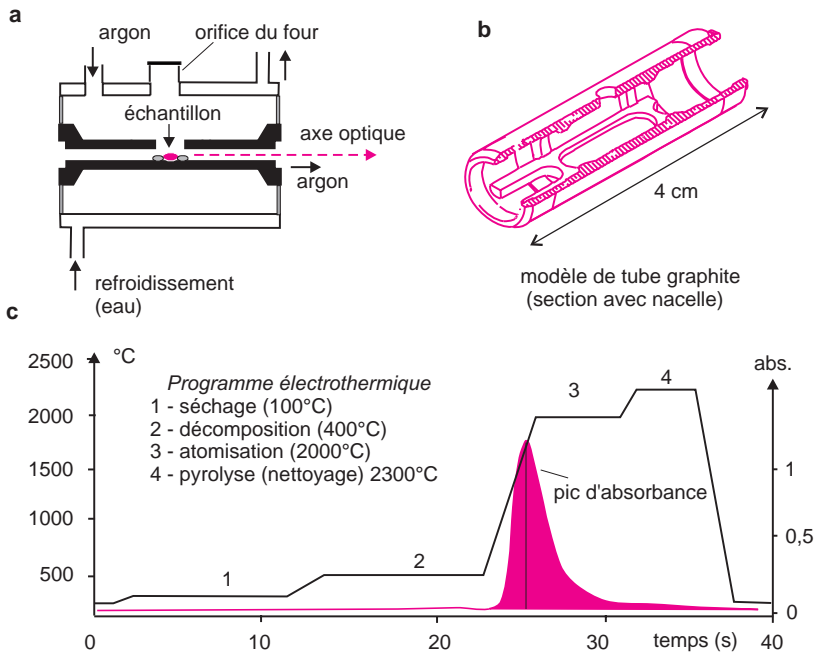 a
argon
orifice du four
échantillon
axe optique
argon
refroidissement
(eau)
b
4 cm
modèle de tube graphite
(section avec nacelle)
c
2500
2000
1500
1000
500
°C
Programme électrothermique
1 - séchage (100°C)
2 - décomposition (400°C)
3 - atomisation (2000°C)
4 - pyrolyse (nettoyage) 2300°C
1
2
3
4
pic d'absorbance
abs.
1
0,5
0
0
10
20
30
temps (s)
40